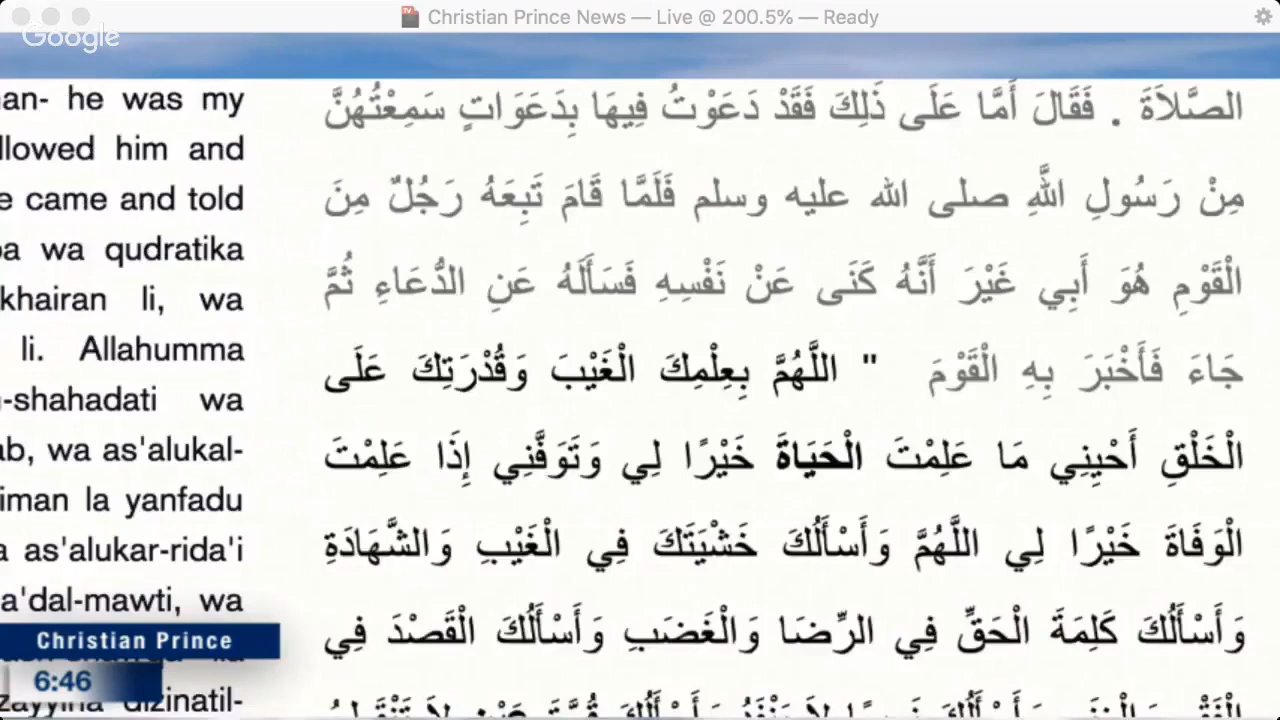 Christian Prince News — Live @ 200.5% — Ready
Google
an- he was my
llowed him and
e came and told
a wa qudratika
khairan li, wa
li. Allahumma
-shahadati wa
ab, wa as'alukal-
iman la yanfadu
a as'alukar-rida'i
a'dal-mawti, wa
dizinatil-
الصَّلاَةَ . فَقَالَ أَمَّا عَلَى ذَلِكَ فَقَدْ دَعَوْتُ فِيهَا بِدَعَوَاتٍ سَمِعْتُهُنَّ
مِنْ رَسُولِ اللَّهِ صلى الله عليه وسلم فَلَمَّا قَامَ تَبِعَهُ رَجُلٌ مِنَ
الْقَوْمِ هُوَ أَبِي غَيْرَ أَنَّهُ كَنَى عَنْ نَفْسِهِ فَسَأَلَهُ عَنِ الدُّعَاءِ ثُمَّ
جَاءَ فَأَخْبَرَ بِهِ الْقَوْمَ " اللَّهُمَّ بِعِلْمِكَ الْغَيْبَ وَقُدْرَتِكَ عَلَى
الْخَلْقِ أَحْيِنِي مَا عَلِمْتَ الْحَيَاةَ خَيْرًا لِي وَتَوَفَّنِي إِذَا عَلِمْتَ
الْوَفَاةَ خَيْرًا لِي اللَّهُمَّ وَأَسْأَلُكَ خَشْيَتَكَ فِي الْغَيْبِ وَالشَّهَادَةِ
وَأَسْأَلُكَ كَلِمَةَ الْحَقِّ فِي الرِّضَا وَالْغَضَبِ وَأَسْأَلُكَ الْقَصْدَ فِي
Christian Prince
6:46